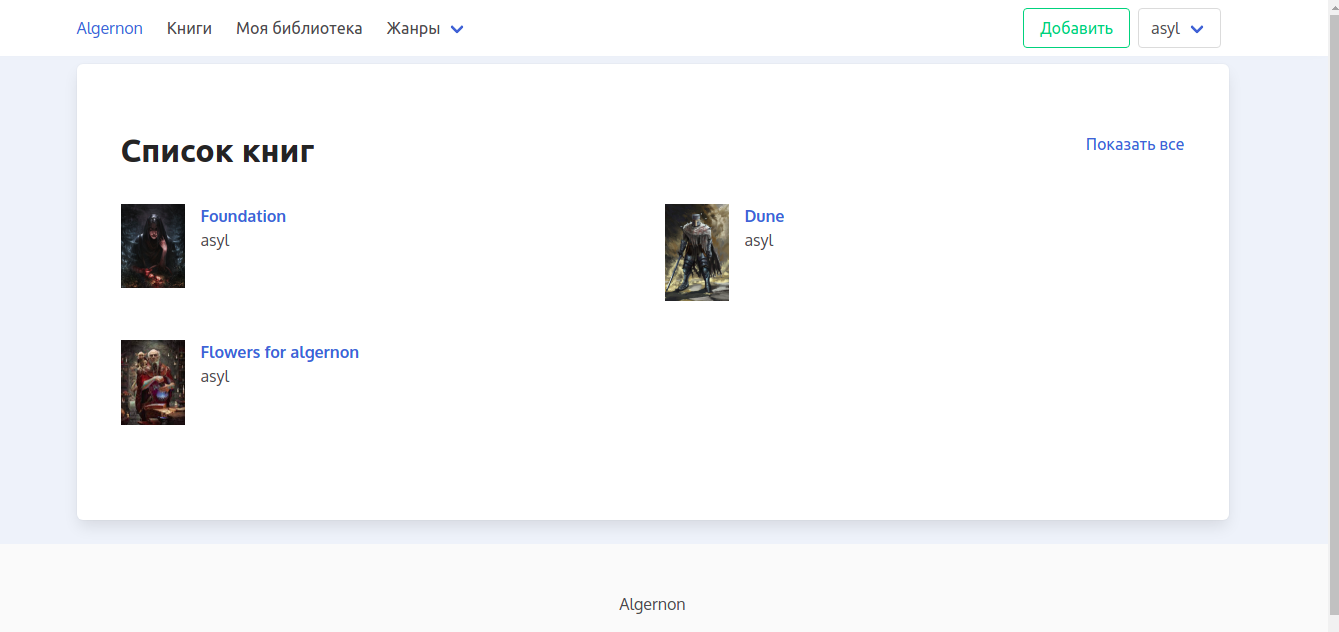 Algernon Книги Моя библиотека Жанры Добавить asyl
Список книг Показать все
Foundation
asyl
Dune
asyl
Flowers for algernon
asyl
Algernon